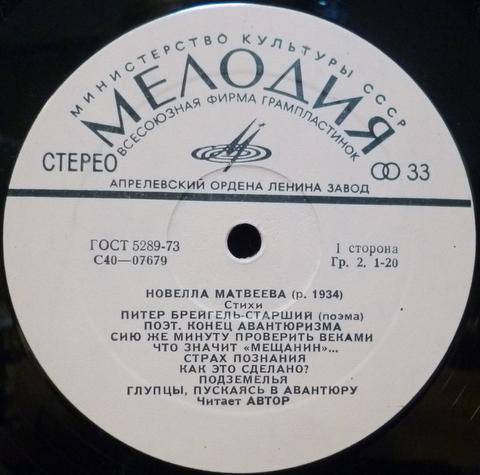 МИНИСТЕРСТВО КУЛЬТУРЫ СССР
МЕЛОДИЯ
ВСЕСОЮЗНАЯ ФИРМА ГРАМПЛАСТИНОК
СТЕРЕО 33
АПРЕЛЕВСКИЙ ОРДЕНА ЛЕНИНА ЗАВОД
ГОСТ 5289-73 1 сторона
С40—07679 Гр. 2. 1-20
НОВЕЛЛА МАТВЕЕВА (р. 1934)
Стихи
ПИТЕР БРЕЙГЕЛЬ-СТАРШИЙ (поэма)
ПОЭТ. КОНЕЦ АВАНТЮРИЗМА
СИЮ ЖЕ МИНУТУ ПРОВЕРИТЬ ВЕКАМИ
ЧТО ЗНАЧИТ «МЕЩАНИН»...
СТРАХ ПОЗНАНИЯ
КАК ЭТО СДЕЛАНО?
ПОДЗЕМЕЛЬЯ
ГЛУПЦЫ, ПУСКАЯСЬ В АВАНТЮРУ
Читает АВТОР